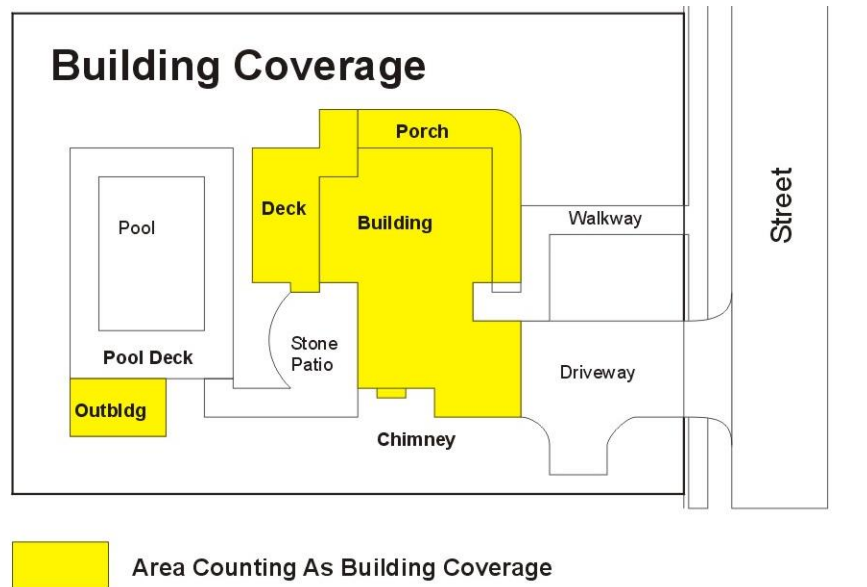 Building Coverage
Porch
Street
Deck
Walkway
Pool
Building
Stone
Patio
Pool Deck
Driveway
Outbldg
Chimney
Area Counting As Building Coverage